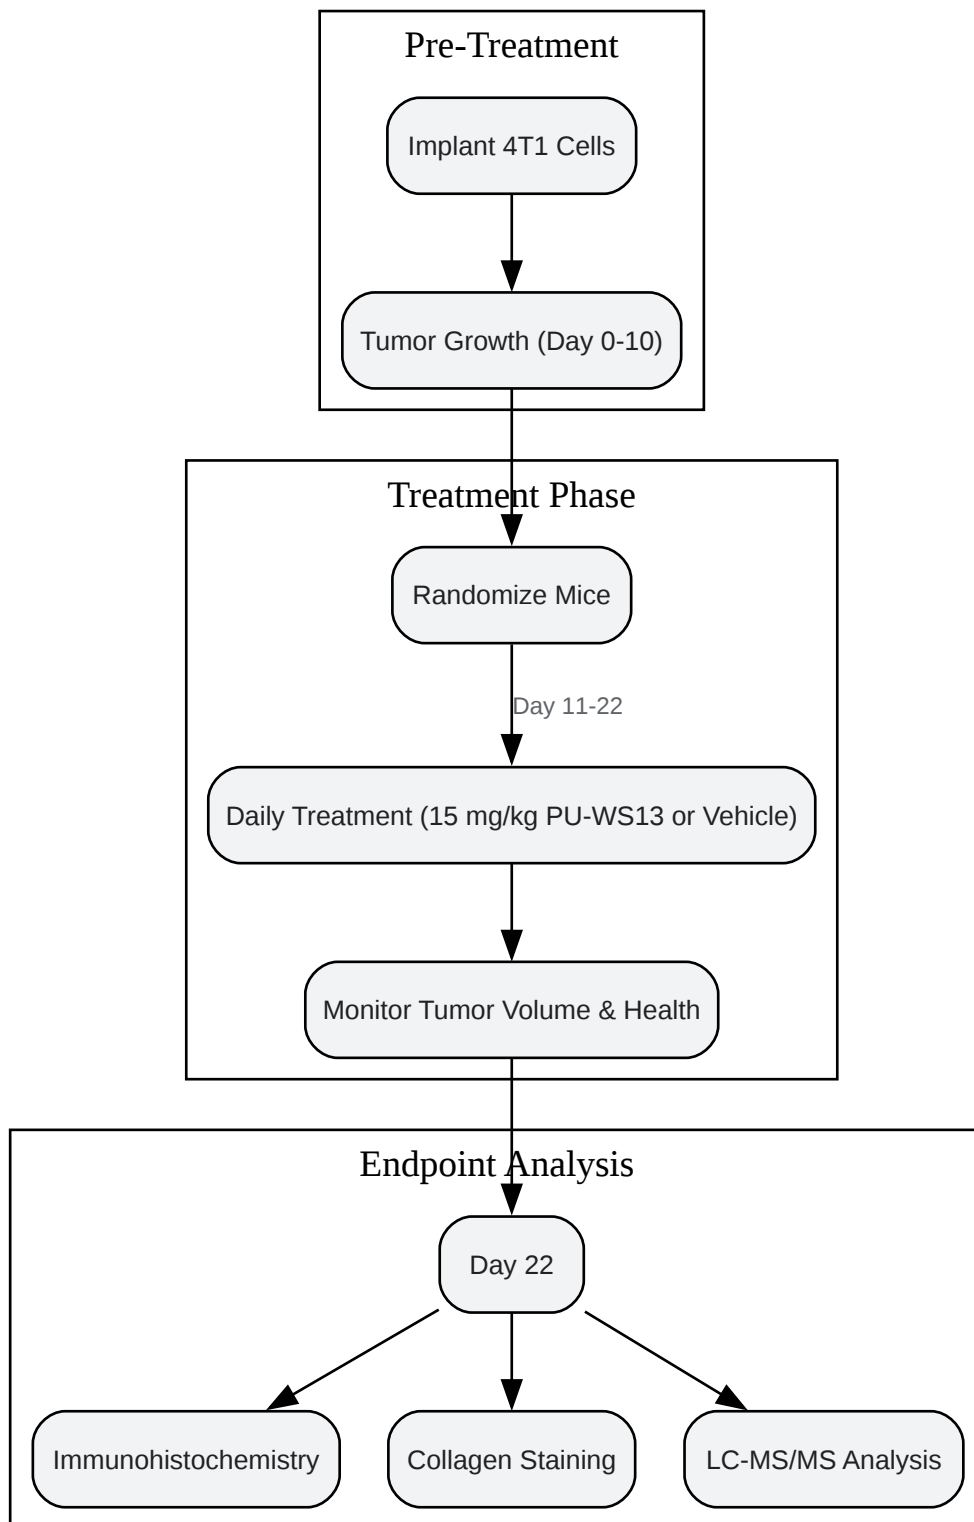 Pre-Treatment
Implant 4T1 Cells
Tumor Growth (Day 0-10)
Treatment Phase
Randomize Mice
Day 11-22
Daily Treatment (15 mg/kg PU-WS13 or Vehicle)
Monitor Tumor Volume & Health
Endpoint Analysis
Day 22
Immunohistochemistry
Collagen Staining
LC-MS/MS Analysis